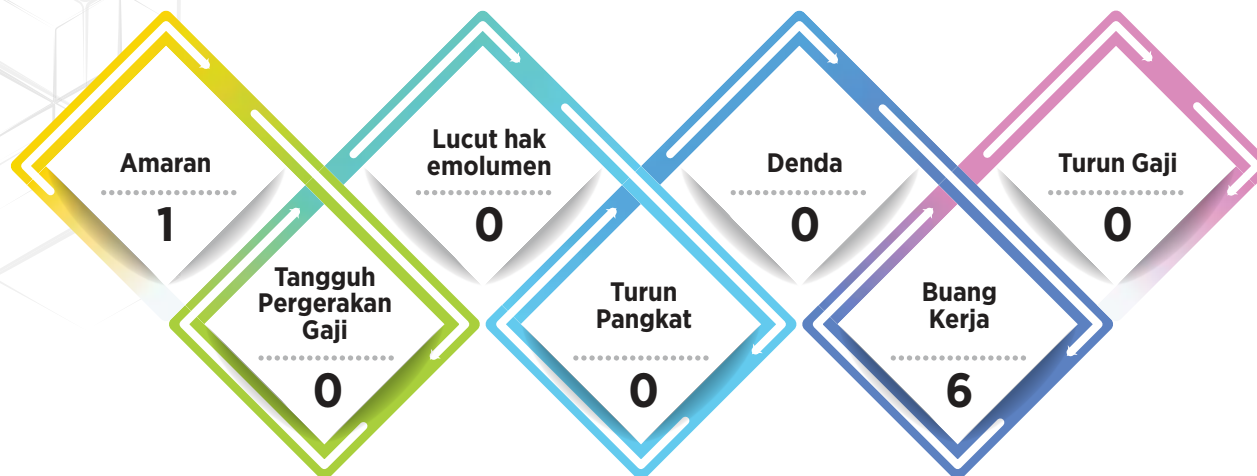 Amaran
1
Tangguh
Pergerakan
Gaji
0
Lucut hak
emolumen
0
Turun
Pangkat
0
Denda
0
Buang
Kerja
6
Turun Gaji
0